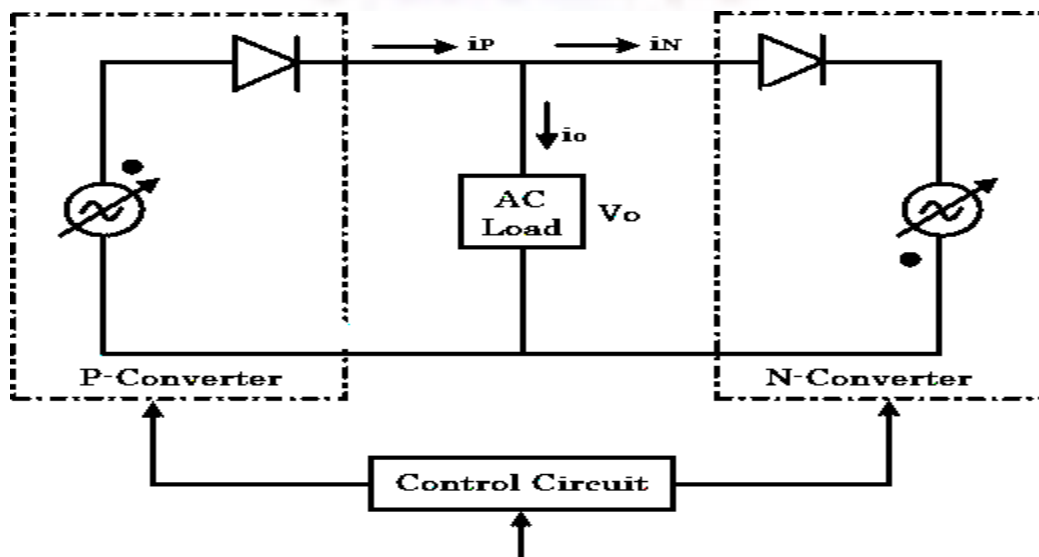 iP
iN
io
AC
Load
Vo
P-Converter
N-Converter
Control Circuit